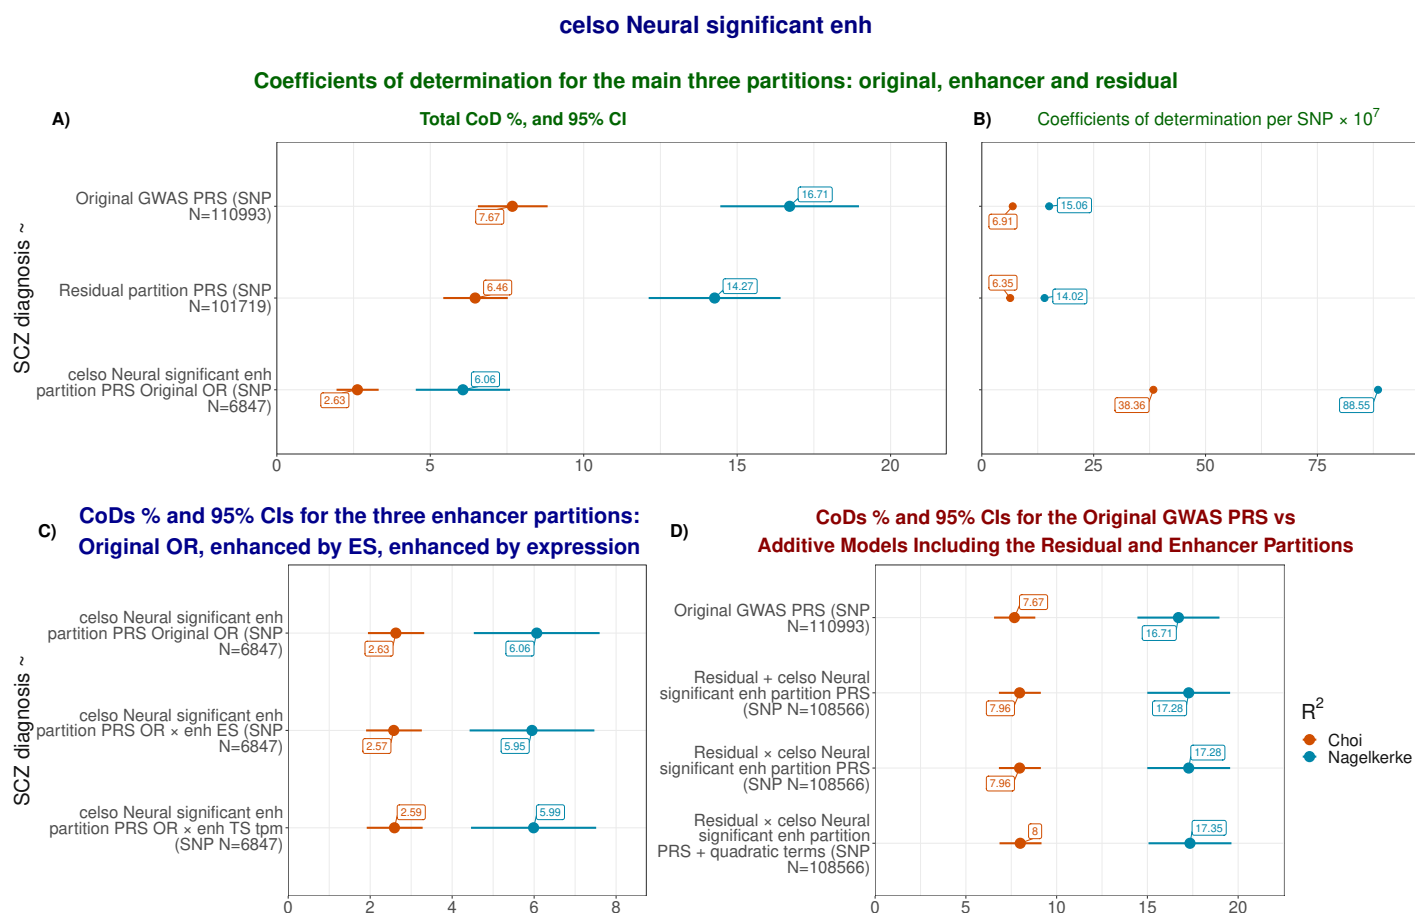 celso Neural significant enh
Coefficients of determination for the main three partitions: original, enhancer and residual
A)
Total CoD %, and 95% CI
B)
Coefficients of determination per SNP × 10⁷
SCZ diagnosis ~
Original GWAS PRS (SNP
N=110993)
Residual partition PRS (SNP
N=101719)
celso Neural significant enh
partition PRS Original OR (SNP
N=6847)
7.67
16.71
6.46
14.27
2.63
6.06
0
5
10
15
20
6.91
15.06
6.35
14.02
38.36
88.55
0
25
50
75
C)
CoDs % and 95% CIs for the three enhancer partitions:
Original OR, enhanced by ES, enhanced by expression
SCZ diagnosis ~
celso Neural significant enh
partition PRS Original OR (SNP
N=6847)
celso Neural significant enh
partition PRS OR × enh ES (SNP
N=6847)
celso Neural significant enh
partition PRS OR × enh TS tpm
(SNP N=6847)
2.63
6.06
2.57
5.95
2.59
5.99
0
2
4
6
8
D)
CoDs % and 95% CIs for the Original GWAS PRS vs
Additive Models Including the Residual and Enhancer Partitions
Original GWAS PRS (SNP
N=110993)
Residual + celso Neural
significant enh partition PRS
(SNP N=108566)
Residual × celso Neural
significant enh partition PRS
(SNP N=108566)
Residual × celso Neural
significant enh partition
PRS + quadratic terms (SNP
N=108566)
7.67
16.71
7.96
17.28
7.96
17.28
8
17.35
0
5
10
15
20
R²
Choi
Nagelkerke